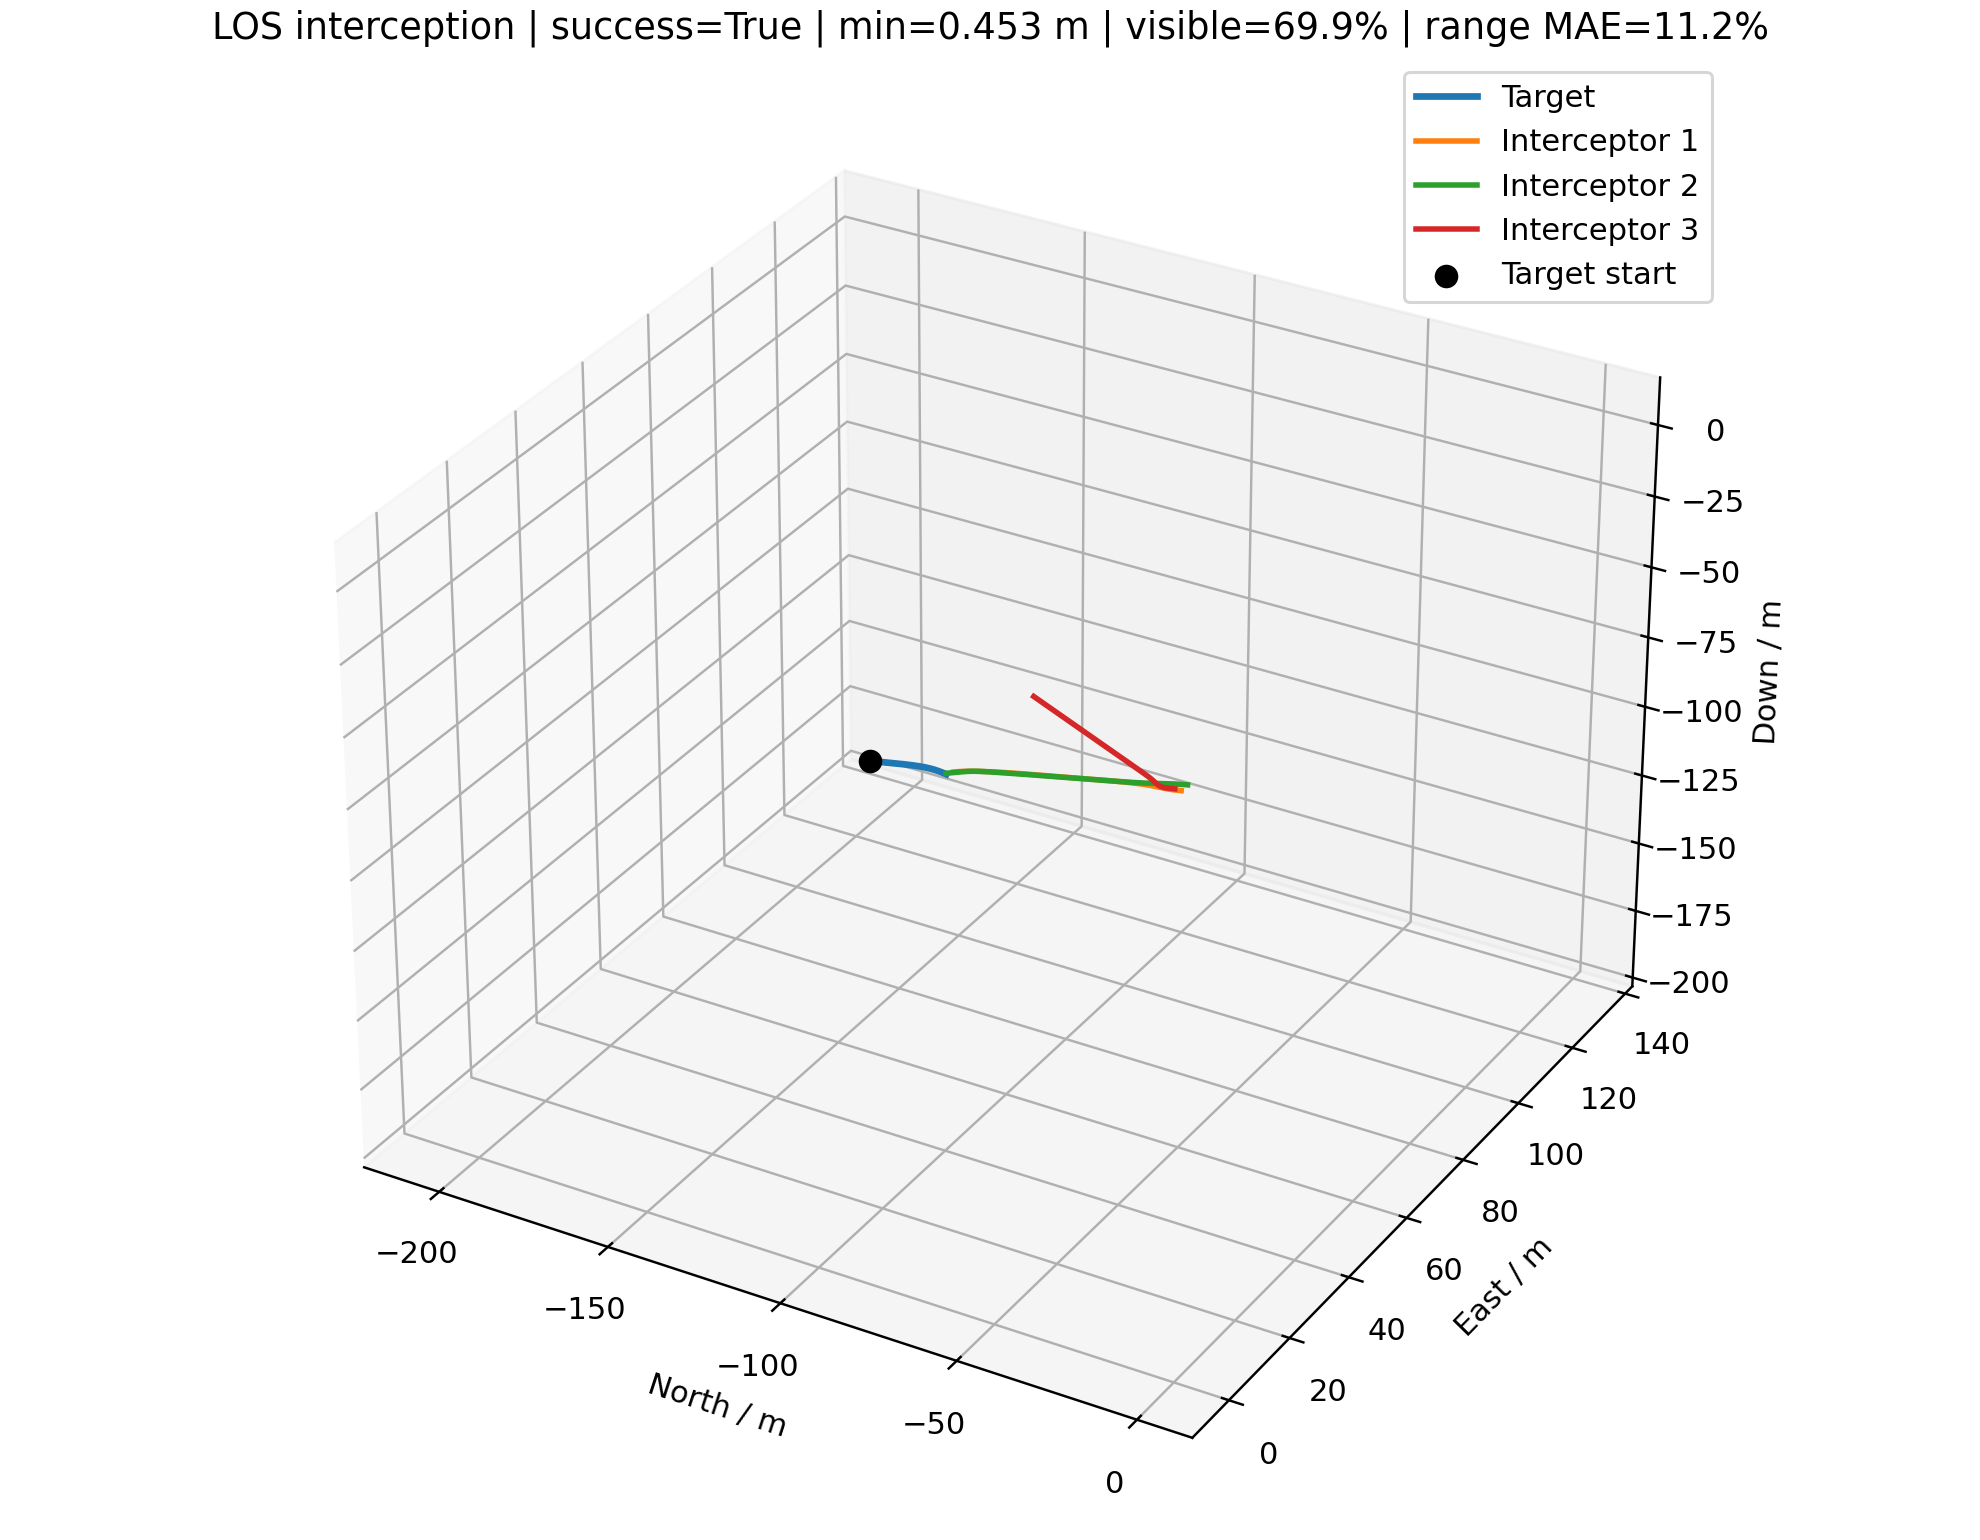 LOS interception | success=True | min=0.453 m | visible=69.9% | range MAE=11.2%
Target
Interceptor 1
Interceptor 2
Interceptor 3
Target start
0
−25
−50
−75
−100
−125
−150
−175
−200
Down / m
140
120
100
80
60
40
20
0
East / m
−200
−150
−100
−50
0
North / m